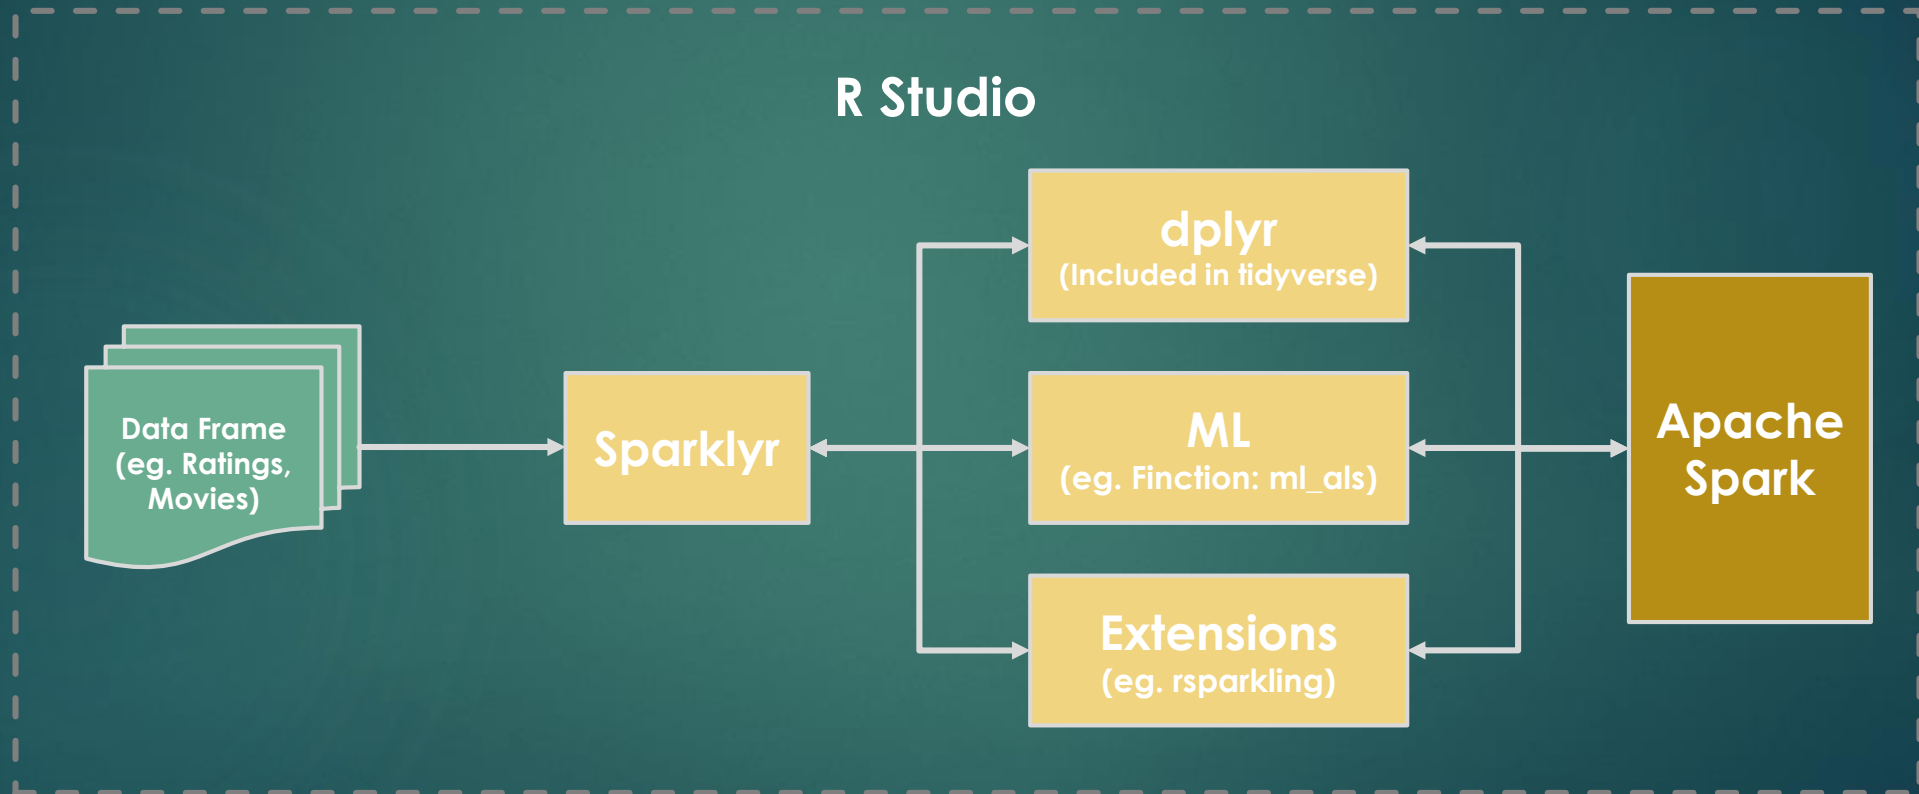 R Studio
Data Frame
(eg. Ratings,
Movies)
Sparklyr
dplyr
(Included in tidyverse)
ML
(eg. Finction: ml_als)
Extensions
(eg. rsparkling)
Apache
Spark